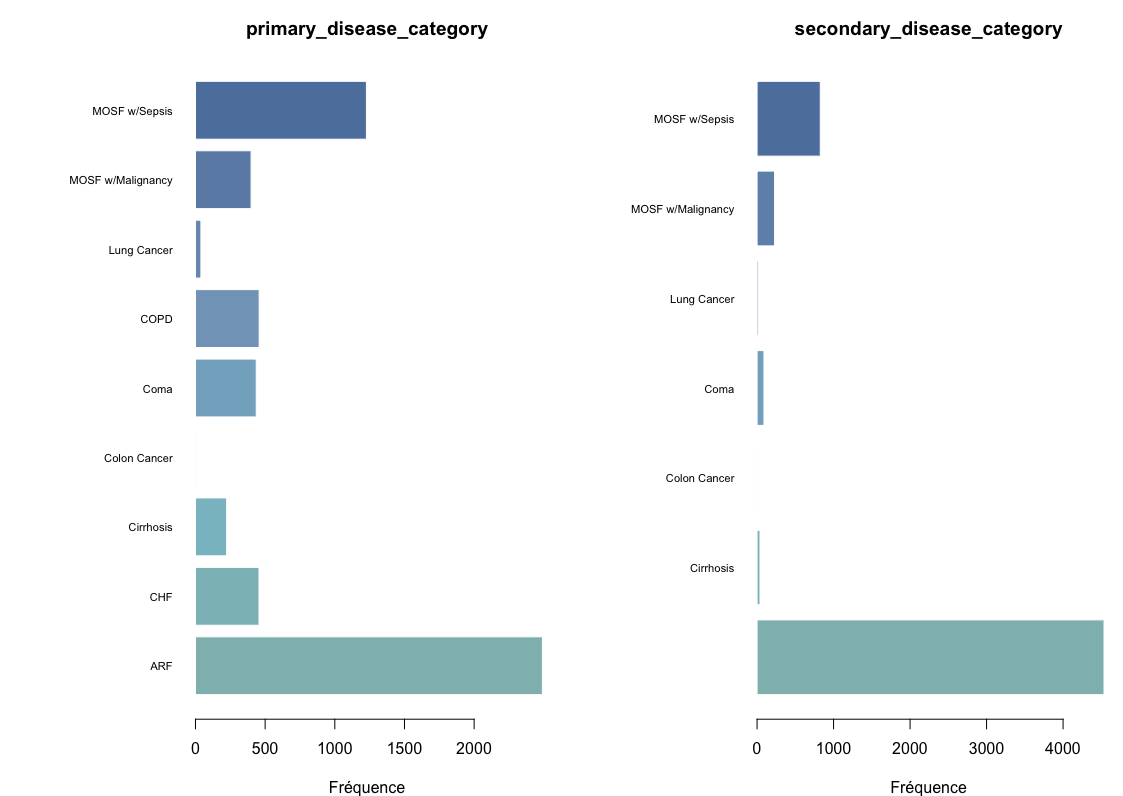 primary_disease_category
MOSF w/Sepsis
MOSF w/Malignancy
Lung Cancer
COPD
Coma
Colon Cancer
Cirrhosis
CHF
ARF
0 500 1000 1500 2000
Fréquence
secondary_disease_category
MOSF w/Sepsis
MOSF w/Malignancy
Lung Cancer
Coma
Colon Cancer
Cirrhosis
0 1000 2000 3000 4000
Fréquence